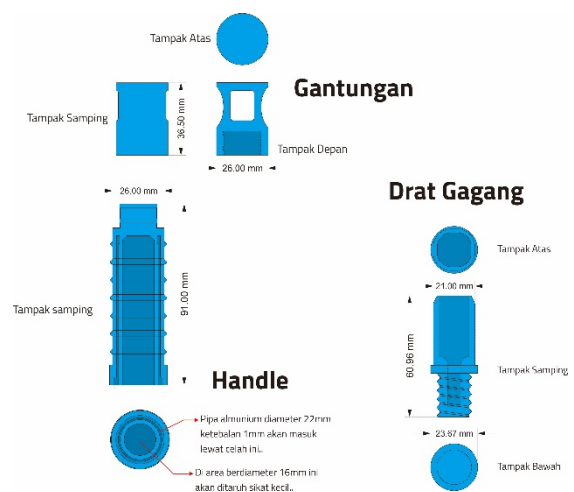 Tampak Atas
Gantungan
Tampak Samping
36.50 mm
Tampak Depan
26.00 mm
26.00 mm
Drat Gagang
Tampak Atas
91.00 mm
21.00 mm
Tampak samping
60.96 mm
Tampak Samping
Handle
Pipa almunium diameter 22mm
ketebalan 1mm akan masuk
lewat celah ini..
23.67 mm
Di area berdiameter 16mm ini
akan ditaruh sikat kecil..
Tampak Bawah